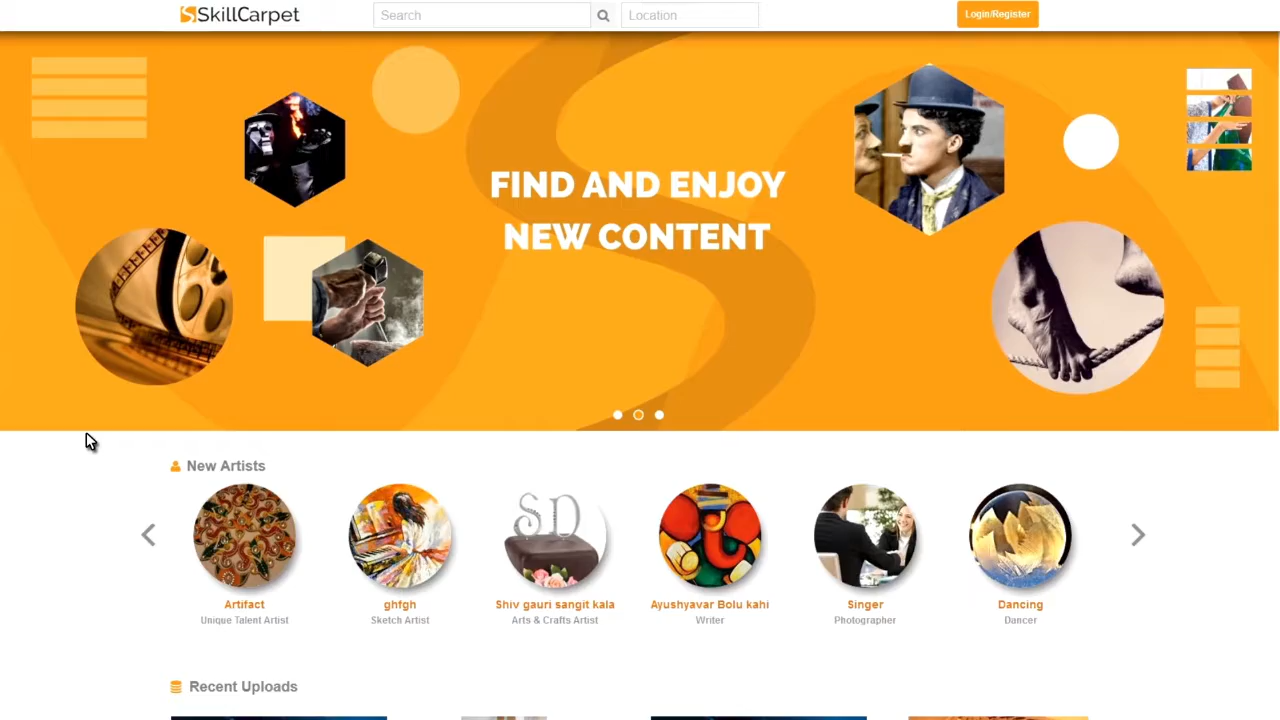 SkillCarpet
Search
Location
Login/Register
FIND AND ENJOY
NEW CONTENT
New Artists
SD
Artifact
Unique Talent Artist
ghfgh
Sketch Artist
Shiv gauri sangit kala
Arts & Crafts Artist
Ayushyavar Bolu kahi
Writer
Singer
Photographer
Dancing
Dancer
Recent Uploads